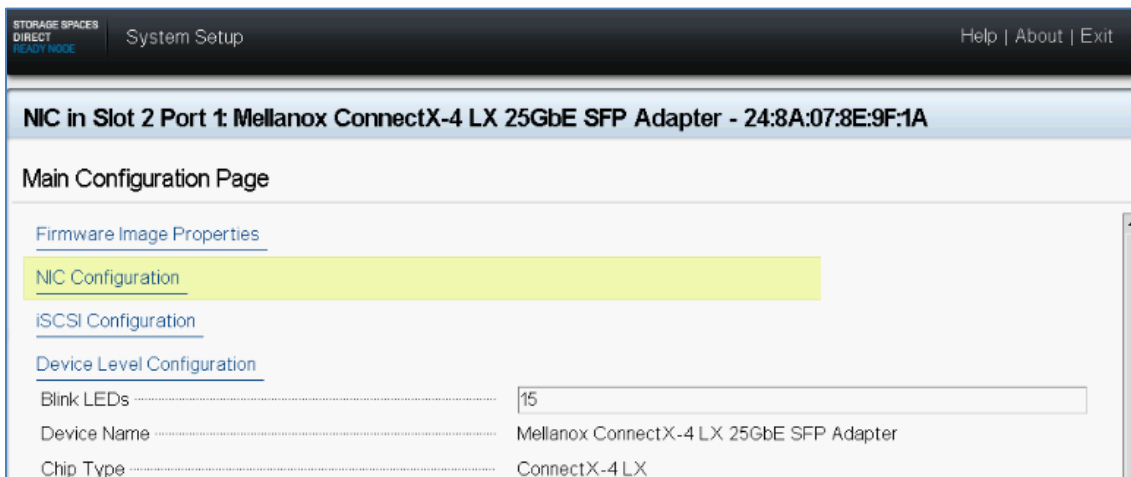 STORAGE SPACES
DIRECT
READY NODE
System Setup
Help | About | Exit
NIC in Slot 2 Port 1: Mellanox ConnectX-4 LX 25GbE SFP Adapter - 24:8A:07:8E:9F:1A
Main Configuration Page
Firmware Image Properties
NIC Configuration
iSCSI Configuration
Device Level Configuration
Blink LEDs 15
Device Name Mellanox ConnectX-4 LX 25GbE SFP Adapter
Chip Type ConnectX-4 LX